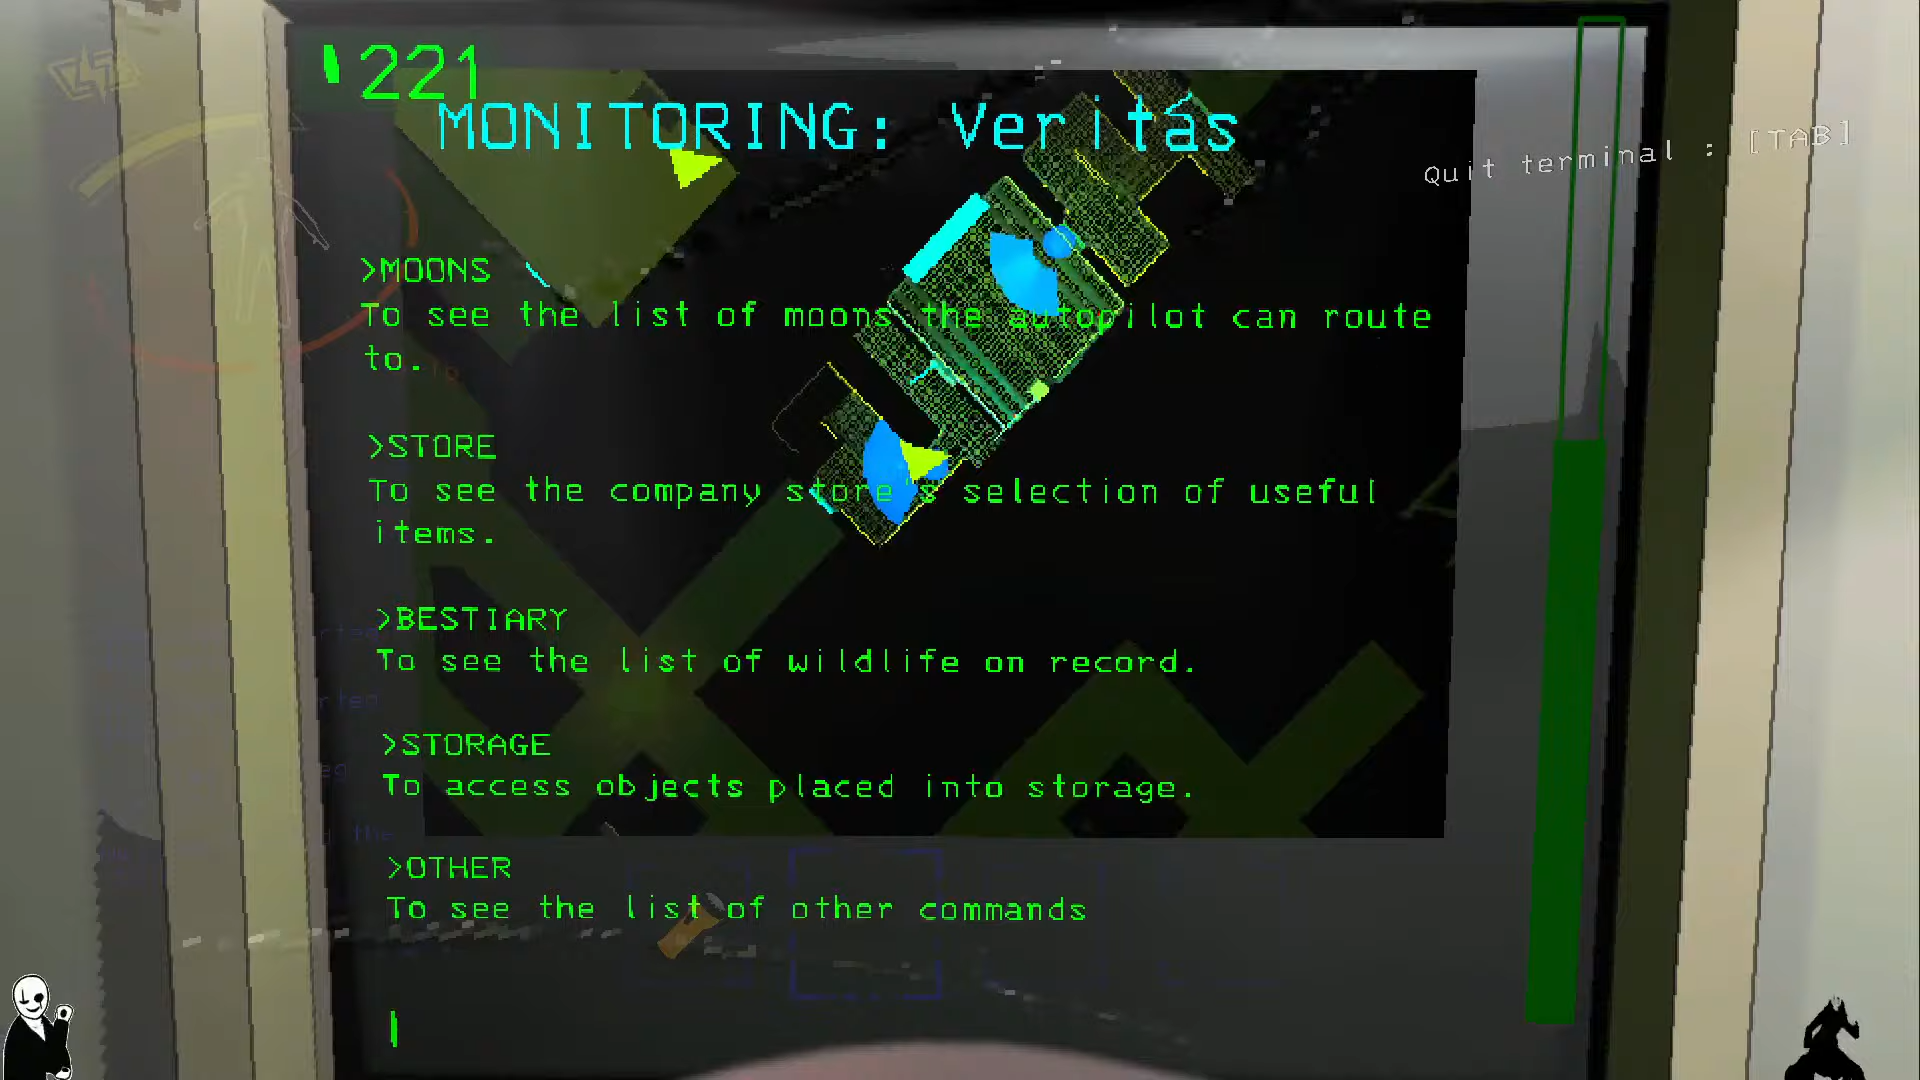 221
MONITORING: Veritas
Quit terminal : [TAB]
>MOONS
To see the list of moons the autopilot can route
to.
>STORE
To see the company store's selection of useful
items.
>BESTIARY
To see the list of wildlife on record.
>STORAGE
To access objects placed into storage.
>OTHER
To see the list of other commands